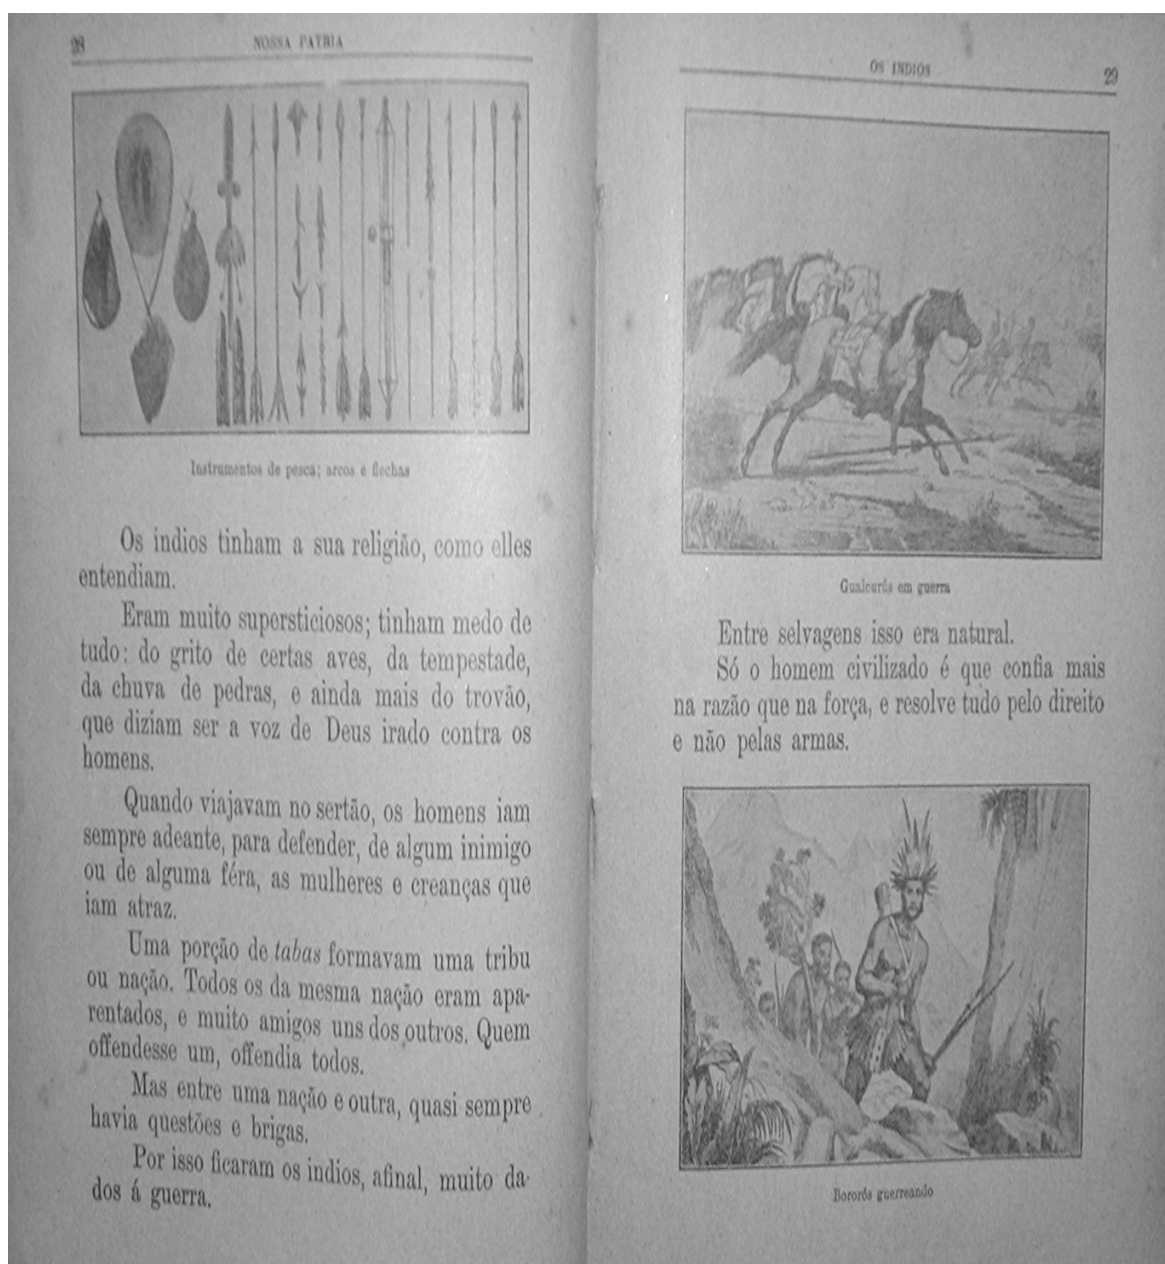 28
NOSSA PATRIA
Instrumentos de pesca; arcos e flechas
Os indios tinham a sua religião, como elles
entendiam.
Eram muito supersticiosos; tinham medo de
tudo: do grito de certas aves, da tempestade,
da chuva de pedras, e ainda mais do trovão,
que diziam ser a voz de Deus irado contra os
homens.
Quando viajavam no sertão, os homens iam
sempre adeante, para defender, de algum inimigo
ou de alguma féra, as mulheres e creanças que
iam atraz.
Uma porção de tabas formavam uma tribu
ou nação. Todos os da mesma nação eram apa-
rentados, e muito amigos uns dos outros. Quem
offendesse um, offendia todos.
Mas entre uma nação e outra, quasi sempre
havia questões e brigas.
Por isso ficaram os indios, afinal, muito da-
dos á guerra.
OS INDIOS
29
Guaicurús em guerra
Entre selvagens isso era natural.
Só o homem civilizado é que confia mais
na razão que na força, e resolve tudo pelo direito
e não pelas armas.
Bororós guerreando